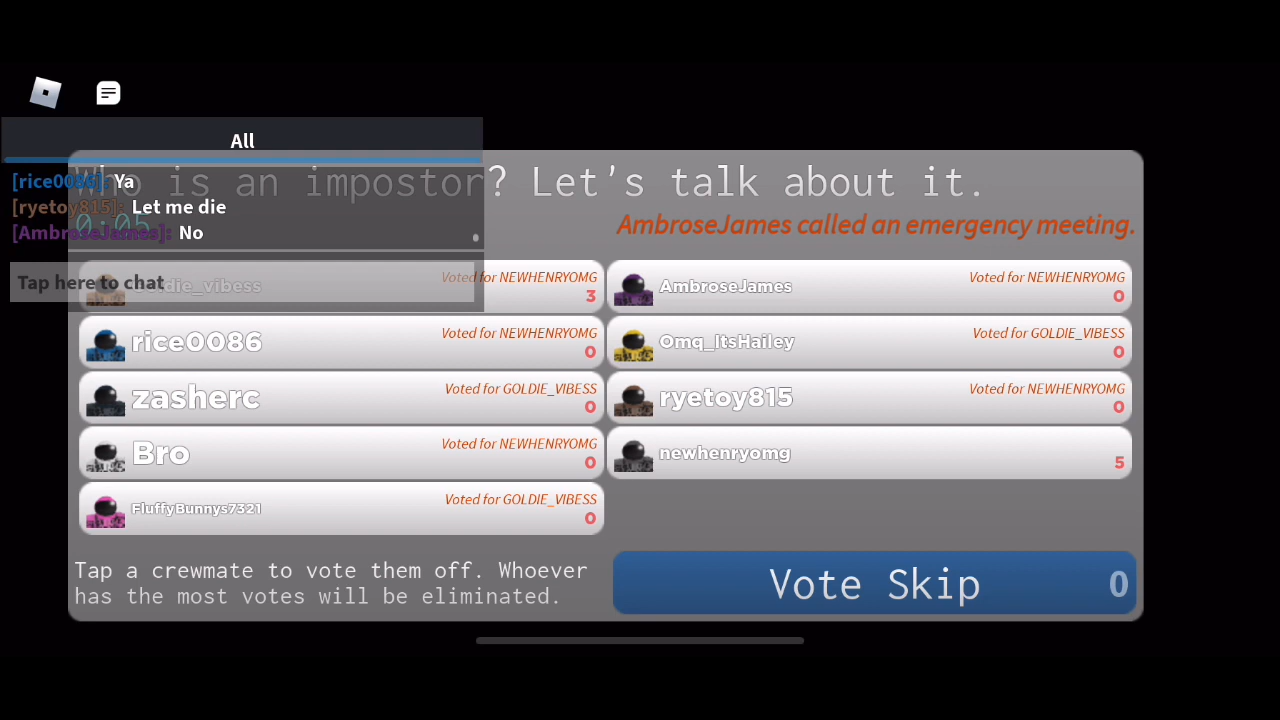 All
Who is an impostor? Let's talk about it.
[rice0086]: Ya
[ryetoy815]: Let me die
0:05
[AmbroseJames]: No
AmbroseJames called an emergency meeting.
Tap here to chat
Goldie_vibess Voted for NEWHENRYOMG 3
AmbroseJames Voted for NEWHENRYOMG 0
rice0086 Voted for NEWHENRYOMG 0
Omq_ItsHailey Voted for GOLDIE_VIBESS 0
zasherc Voted for GOLDIE_VIBESS 0
ryetoy815 Voted for NEWHENRYOMG 0
Bro Voted for NEWHENRYOMG 0
newhenryomg 5
FluffyBunnys7321 Voted for GOLDIE_VIBESS 0
Tap a crewmate to vote them off. Whoever
has the most votes will be eliminated.
Vote Skip 0